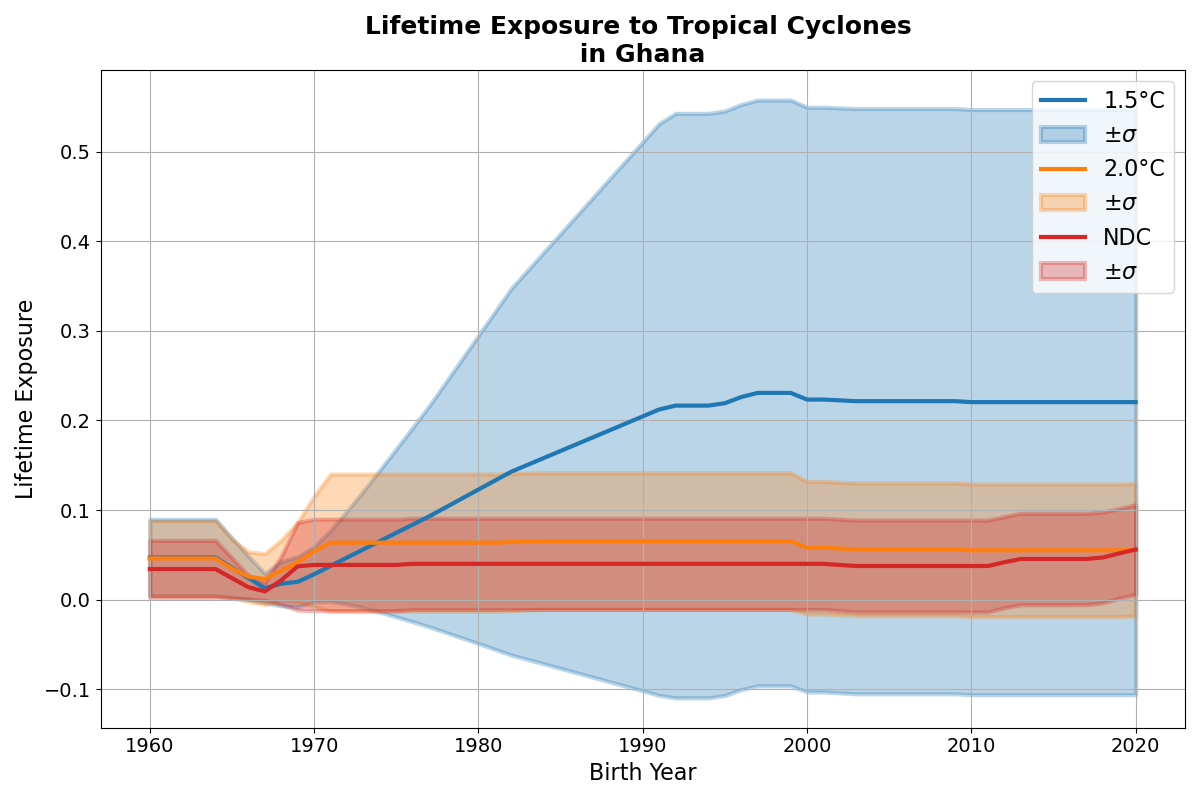 Lifetime Exposure to Tropical Cyclones
in Ghana
1.5°C
±σ
2.0°C
±σ
NDC
±σ
Lifetime Exposure
0.5
0.4
0.3
0.2
0.1
0.0
−0.1
1960 1970 1980 1990 2000 2010 2020
Birth Year